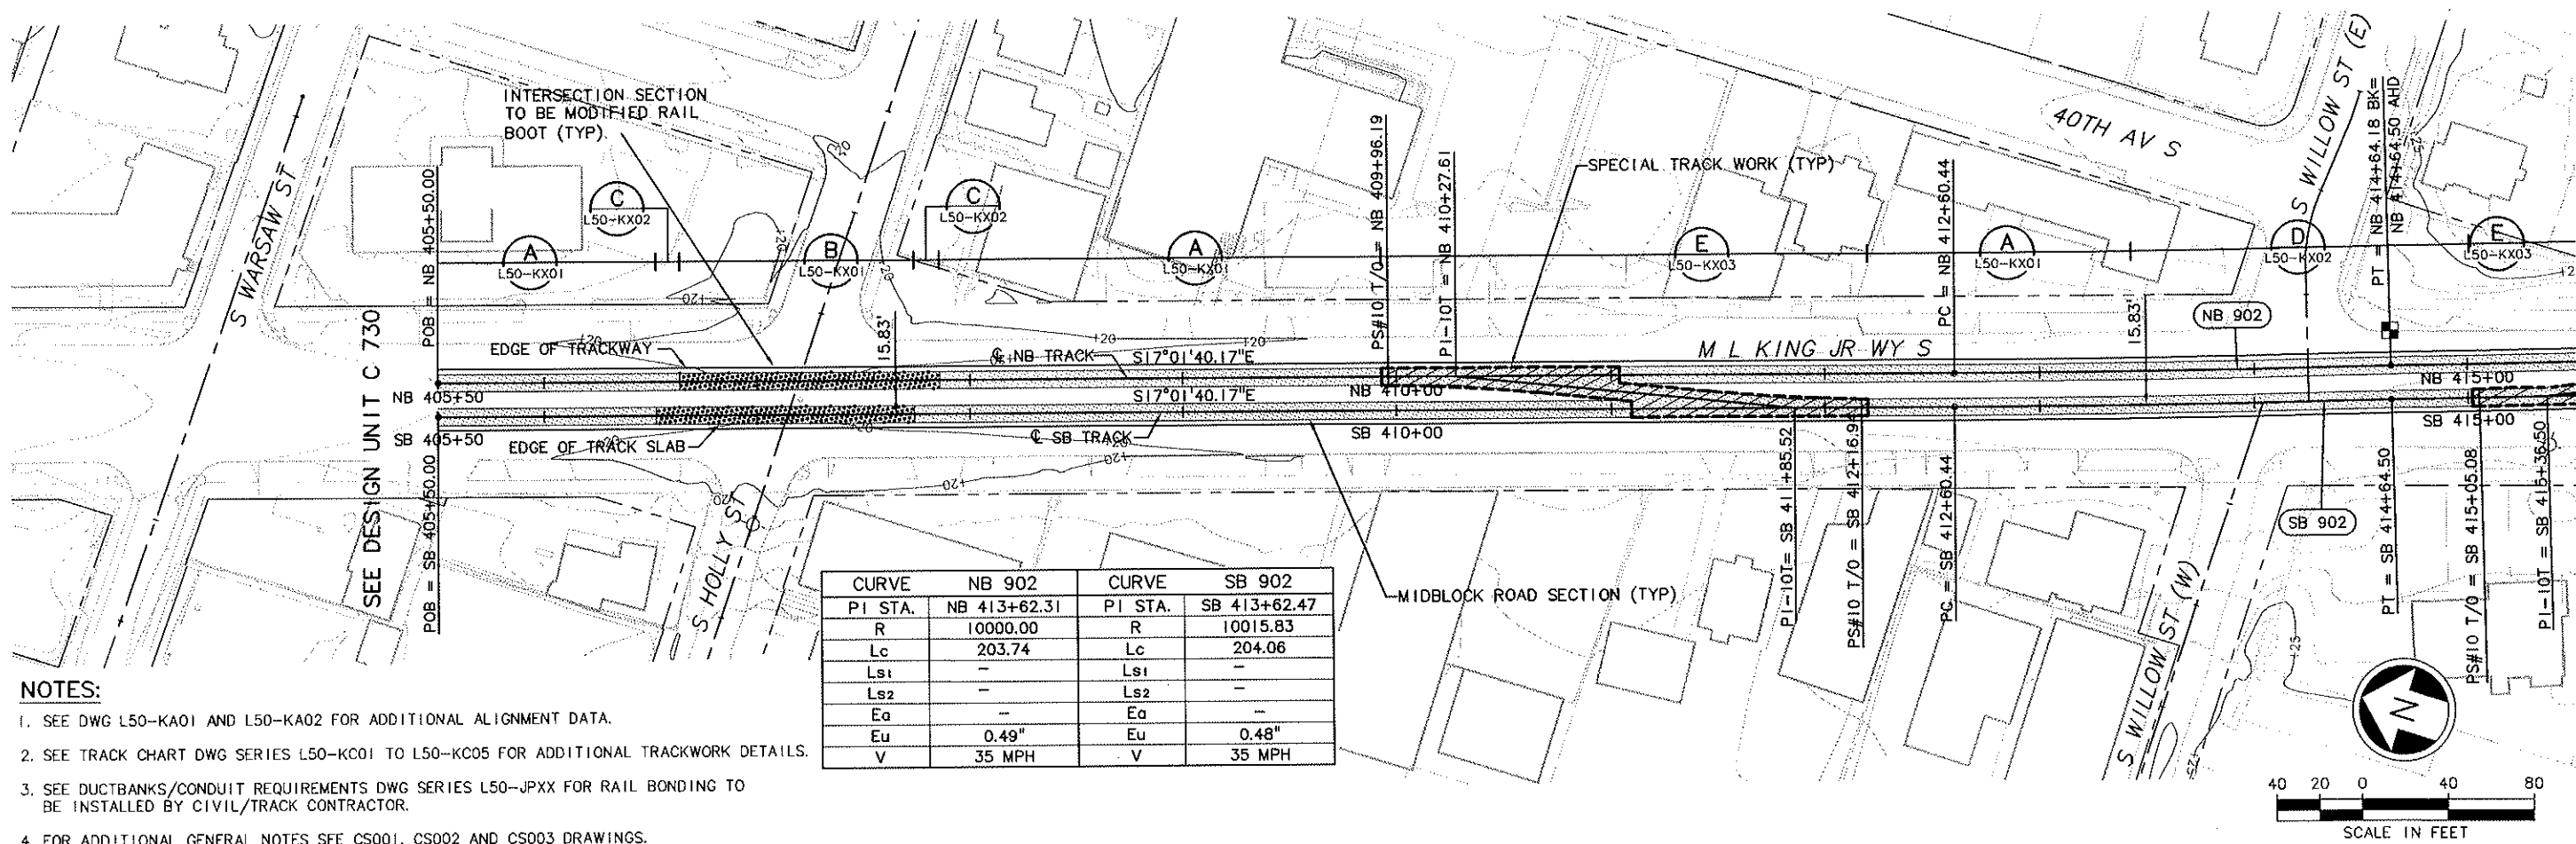 INTERSECTION SECTION
TO BE MODIFIED RAIL
BOOT (TYP)
S WARSAW ST
SEE DESIGN UNIT C 730
POB = NB 405+50.00
POB = SB 405+50.00
A
L50-KX01
C
L50-KX02
B
L50-KX01
C
L50-KX02
A
L50-KX01
PS#10 T/O = NB 409+96.19
PI-10T = NB 410+27.61
SPECIAL TRACK WORK (TYP)
E
L50-KX03
PC = NB 412+60.44
A
L50-KX01
40TH AV S
S WILLOW ST (E)
D
L50-KX02
PT = NB 414+64.18 BK=
NB 414+64.50 AHD
E
L50-KX03
+20
+20
+20
+20
20
15.83'
15.83'
NB 902
M L KING JR WY S
EDGE OF TRACKWAY
℄ NB TRACK
S17°01'40.17"E
NB 405+50
NB 410+00
NB 415+00
S17°01'40.17"E
SB 405+50
EDGE OF TRACK SLAB
℄ SB TRACK
SB 410+00
SB 415+00
+20
+20
+20
S HOLLY ST
PI-10T= SB 411+85.52
PS#10 T/O = SB 412+16.94
PC = SB 412+60.44
SB 902
PT = SB 414+64.50
PS#10 T/O = SB 415+05.08
PI-10T = SB 415+36.50
S WILLOW ST (W)
+25
MIDBLOCK ROAD SECTION (TYP)
CURVE NB 902 CURVE SB 902
PI STA. NB 413+62.31 PI STA. SB 413+62.47
R 10000.00 R 10015.83
Lc 203.74 Lc 204.06
Ls1 - Ls1 -
Ls2 - Ls2 -
Ea - Ea -
Eu 0.49" Eu 0.48"
V 35 MPH V 35 MPH
NOTES:
1. SEE DWG L50-KA01 AND L50-KA02 FOR ADDITIONAL ALIGNMENT DATA.
2. SEE TRACK CHART DWG SERIES L50-KC01 TO L50-KC05 FOR ADDITIONAL TRACKWORK DETAILS.
3. SEE DUCTBANKS/CONDUIT REQUIREMENTS DWG SERIES L50-JPXX FOR RAIL BONDING TO
BE INSTALLED BY CIVIL/TRACK CONTRACTOR.
4. FOR ADDITIONAL GENERAL NOTES SEE CS001, CS002 AND CS003 DRAWINGS.
N
40 20 0 40 80
SCALE IN FEET